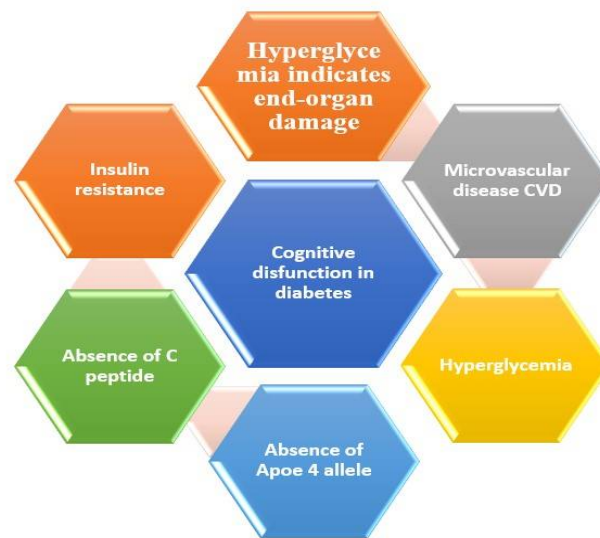 Hyperglyce
mia indicates
end-organ
damage
Insulin
resistance
Microvascular
disease CVD
Cognitive
disfunction in
diabetes
Absence of C
peptide
Hyperglycemia
Absence of
Apoe 4 allele